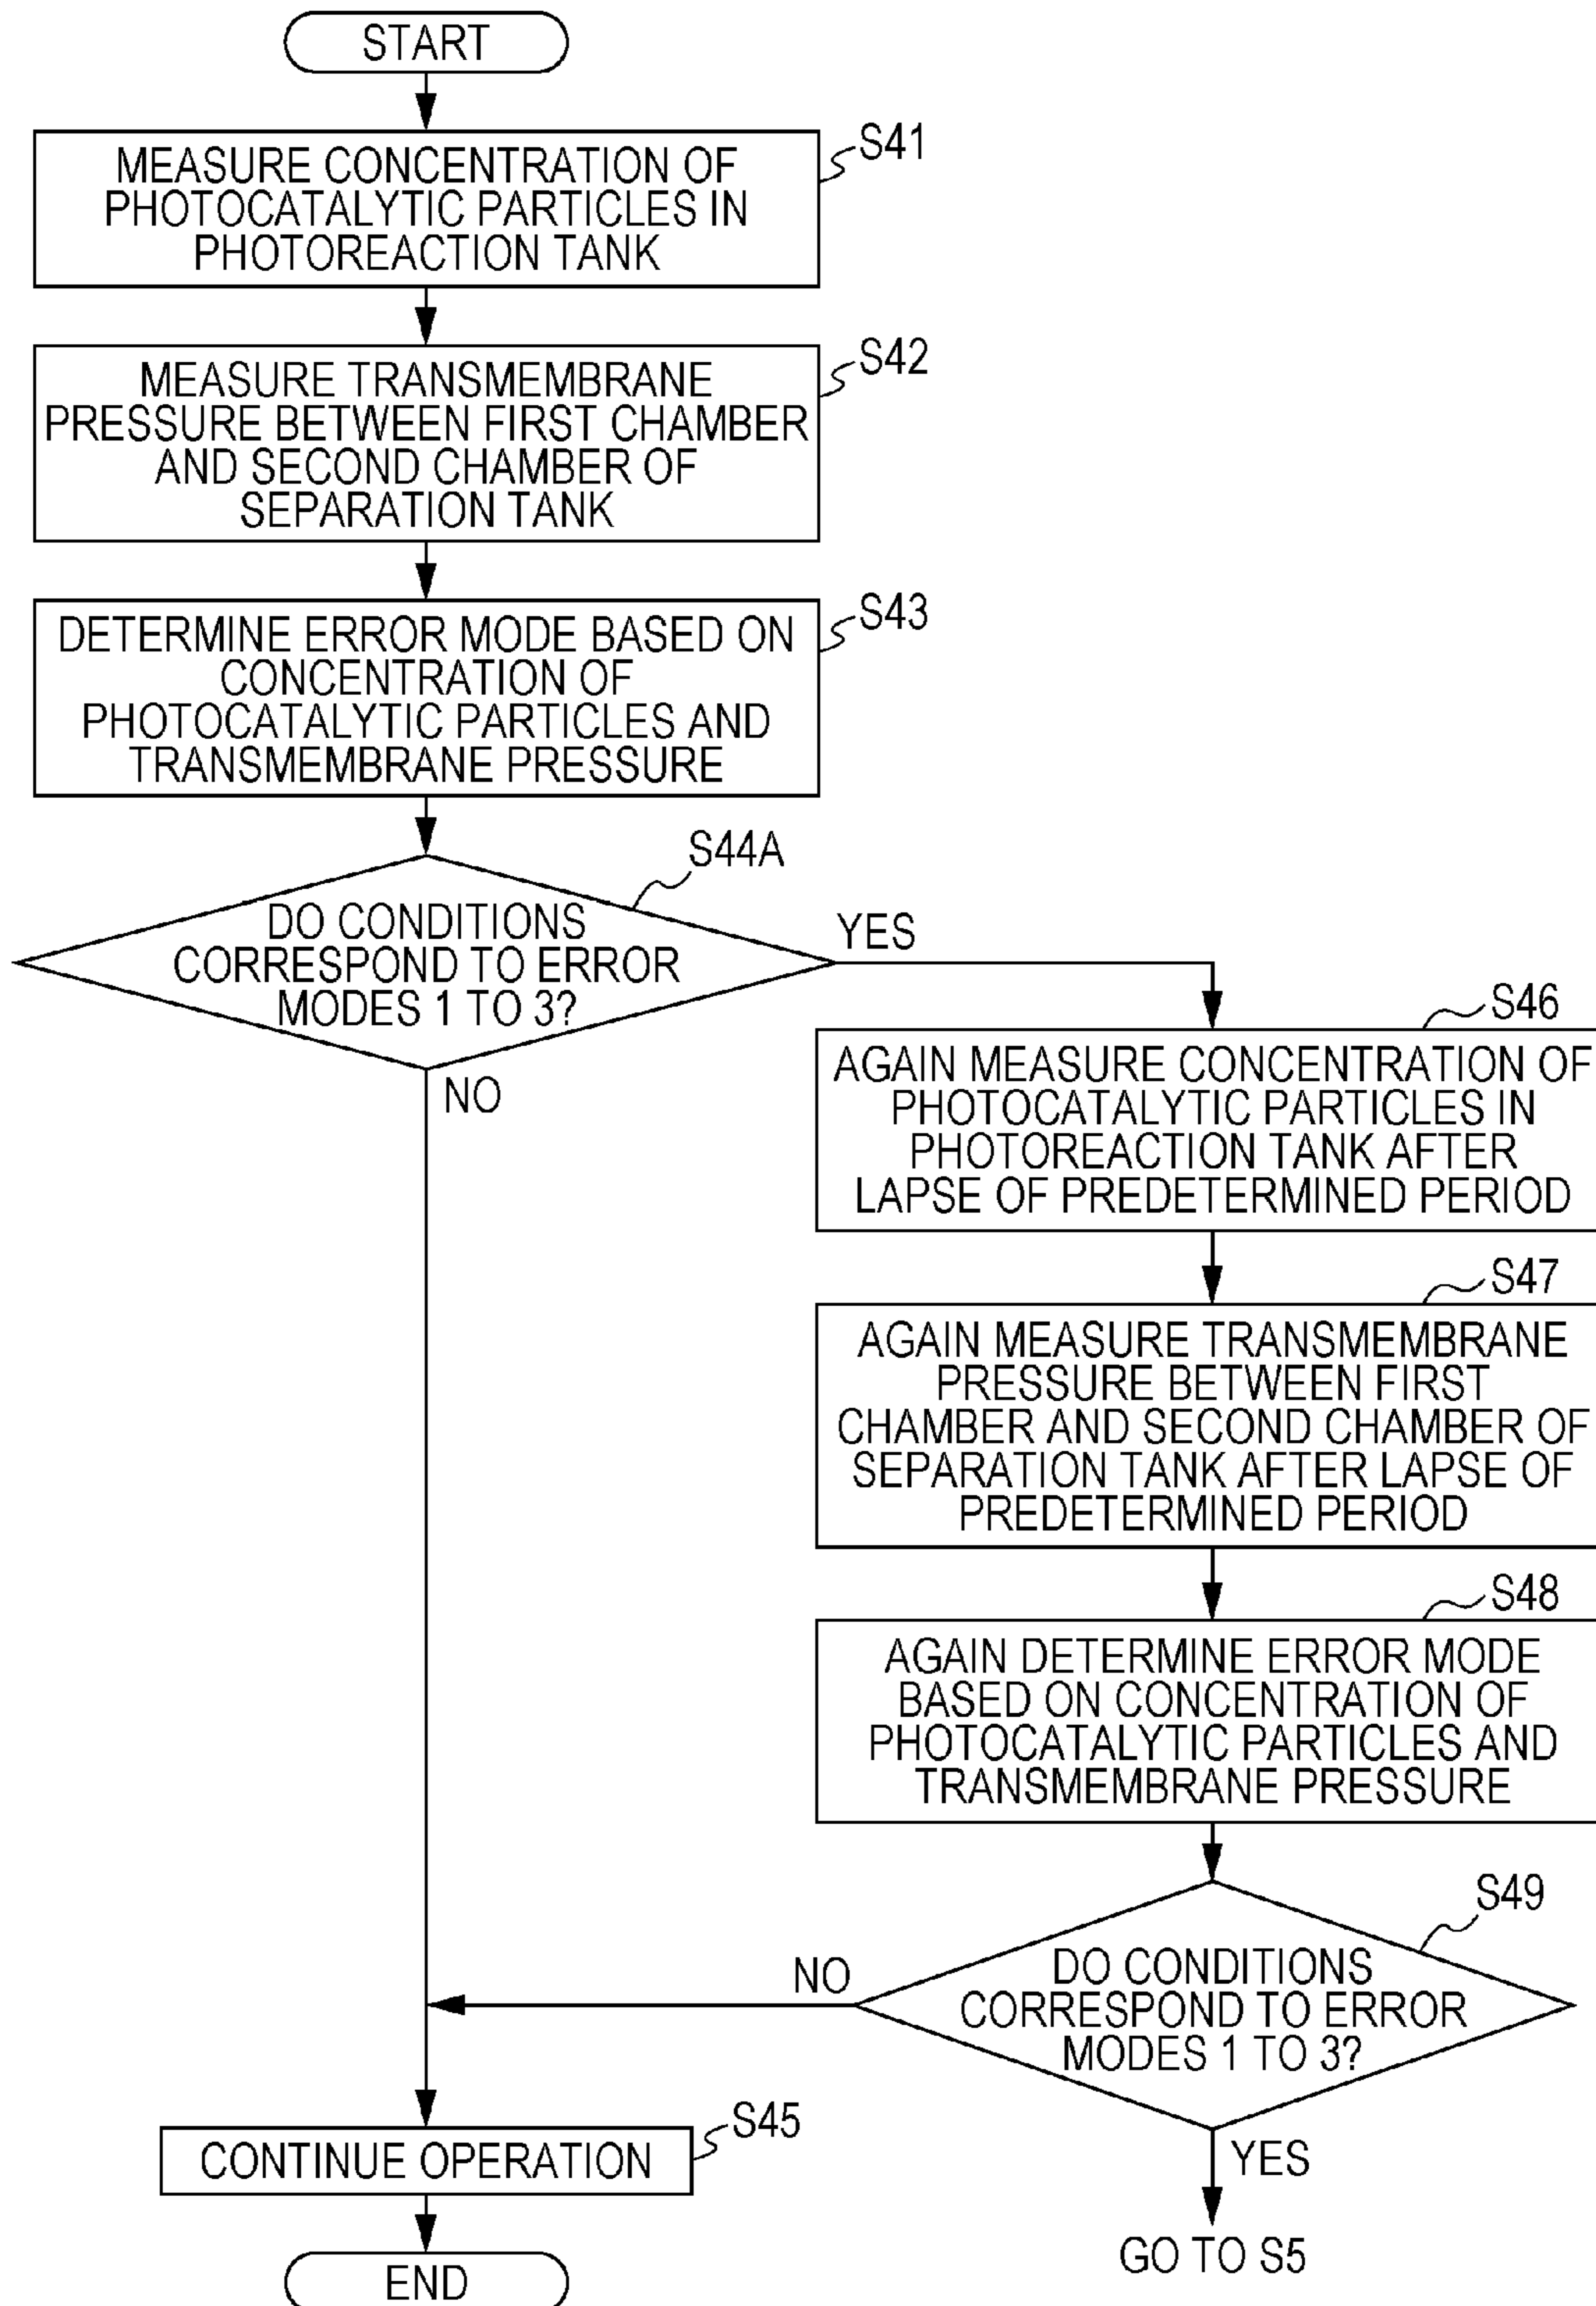 START
S41
MEASURE CONCENTRATION OF
PHOTOCATALYTIC PARTICLES IN
PHOTOREACTION TANK
S42
MEASURE TRANSMEMBRANE
PRESSURE BETWEEN FIRST CHAMBER
AND SECOND CHAMBER OF
SEPARATION TANK
S43
DETERMINE ERROR MODE BASED ON
CONCENTRATION OF
PHOTOCATALYTIC PARTICLES AND
TRANSMEMBRANE PRESSURE
S44A
DO CONDITIONS
CORRESPOND TO ERROR
MODES 1 TO 3?
YES
NO
S46
AGAIN MEASURE CONCENTRATION OF
PHOTOCATALYTIC PARTICLES IN
PHOTOREACTION TANK AFTER
LAPSE OF PREDETERMINED PERIOD
S47
AGAIN MEASURE TRANSMEMBRANE
PRESSURE BETWEEN FIRST
CHAMBER AND SECOND CHAMBER OF
SEPARATION TANK AFTER LAPSE OF
PREDETERMINED PERIOD
S48
AGAIN DETERMINE ERROR MODE
BASED ON CONCENTRATION OF
PHOTOCATALYTIC PARTICLES AND
TRANSMEMBRANE PRESSURE
S49
DO CONDITIONS
CORRESPOND TO ERROR
MODES 1 TO 3?
NO
YES
GO TO S5
S45
CONTINUE OPERATION
END